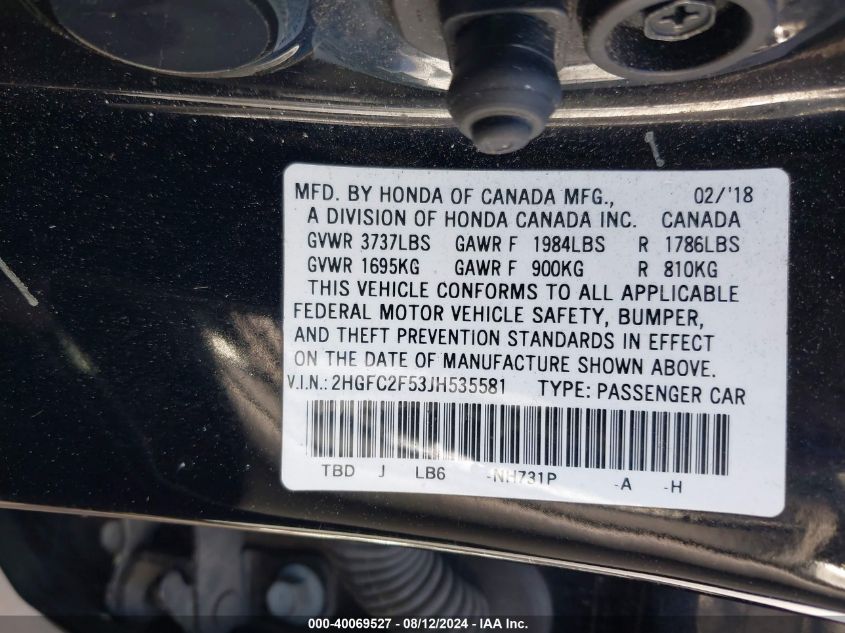 MFD. BY HONDA OF CANADA MFG., 02/'18
A DIVISION OF HONDA CANADA INC. CANADA
GVWR 3737LBS GAWR F 1984LBS R 1786LBS
GVWR 1695KG GAWR F 900KG R 810KG
THIS VEHICLE CONFORMS TO ALL APPLICABLE
FEDERAL MOTOR VEHICLE SAFETY, BUMPER,
AND THEFT PREVENTION STANDARDS IN EFFECT
ON THE DATE OF MANUFACTURE SHOWN ABOVE.
V.I.N.: 2HGFC2F53JH535581 TYPE: PASSENGER CAR
TBD J LB6 -NH731P -A -H
000-40069527 - 08/12/2024 - IAA Inc.